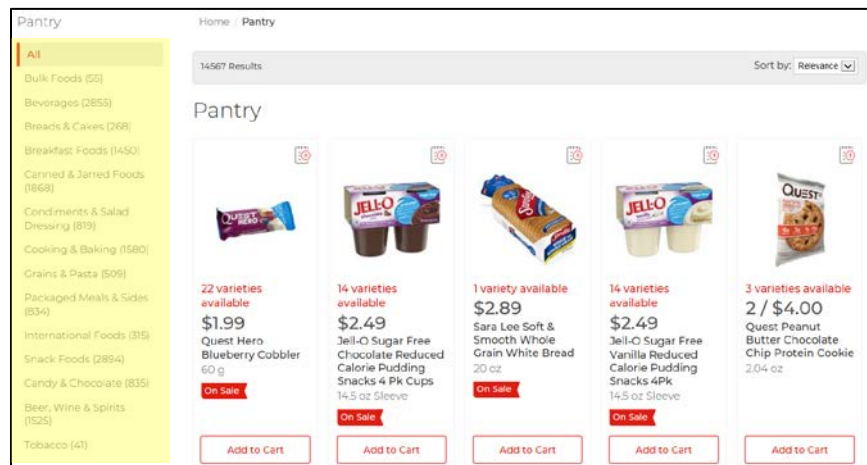 Pantry
Home / Pantry
All
Bulk Foods (55)
Beverages (2855)
Breads & Cakes (268)
Breakfast Foods (1450)
Canned & Jarred Foods
(1868)
Condiments & Salad
Dressing (819)
Cooking & Baking (1580)
Grains & Pasta (509)
Packaged Meals & Sides
(834)
International Foods (315)
Snack Foods (2894)
Candy & Chocolate (835)
Beer, Wine & Spirits
(1525)
Tobacco (41)
14567 Results
Sort by: Relevance
Pantry
QUEST
HERO
22 varieties
available
$1.99
Quest Hero
Blueberry Cobbler
60 g
On Sale
Add to Cart
JELL-O
chocolate
14 varieties
available
$2.49
Jell-O Sugar Free
Chocolate Reduced
Calorie Pudding
Snacks 4 Pk Cups
14.5 oz Sleeve
On Sale
Add to Cart
1 variety available
$2.89
Sara Lee Soft &
Smooth Whole
Grain White Bread
20 oz
On Sale
Add to Cart
JELL-O
14 varieties
available
$2.49
Jell-O Sugar Free
Vanilla Reduced
Calorie Pudding
Snacks 4Pk
14.5 oz Sleeve
On Sale
Add to Cart
QUEST
3 varieties available
2 / $4.00
Quest Peanut
Butter Chocolate
Chip Protein Cookie
2.04 oz
Add to Cart